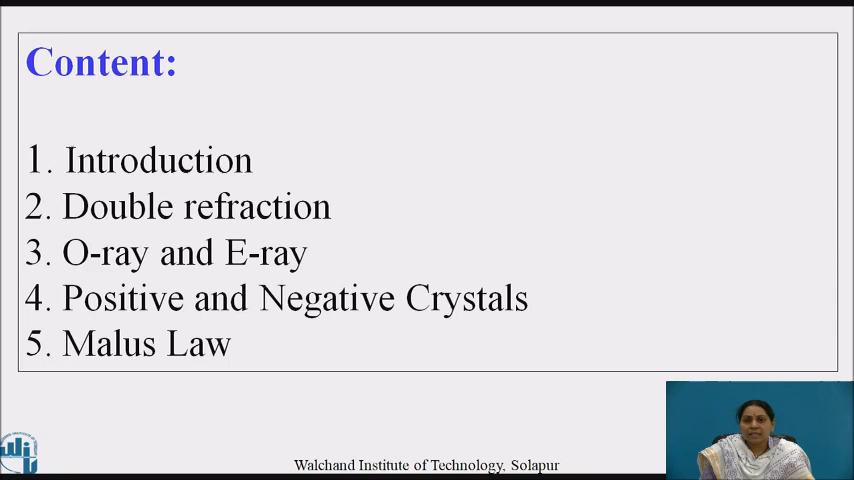 Content:
1. Introduction
2. Double refraction
3. O-ray and E-ray
4. Positive and Negative Crystals
5. Malus Law
Walchand Institute of Technology, Solapur